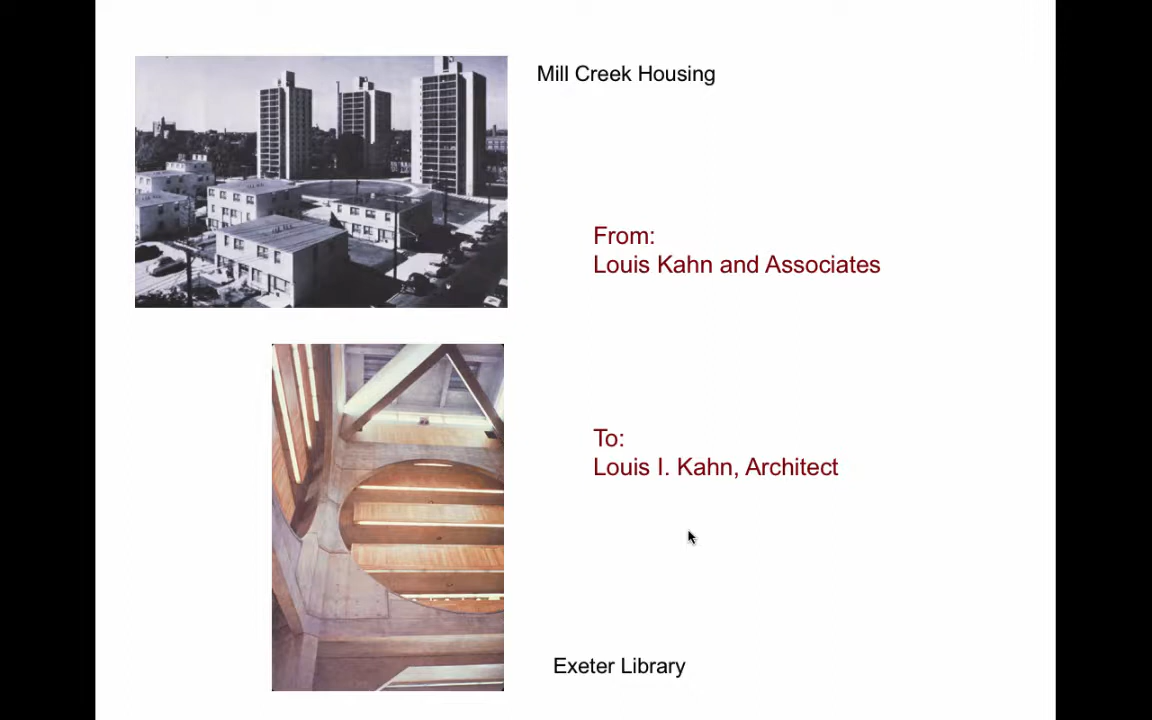 Mill Creek Housing
From:
Louis Kahn and Associates
To:
Louis I. Kahn, Architect
Exeter Library